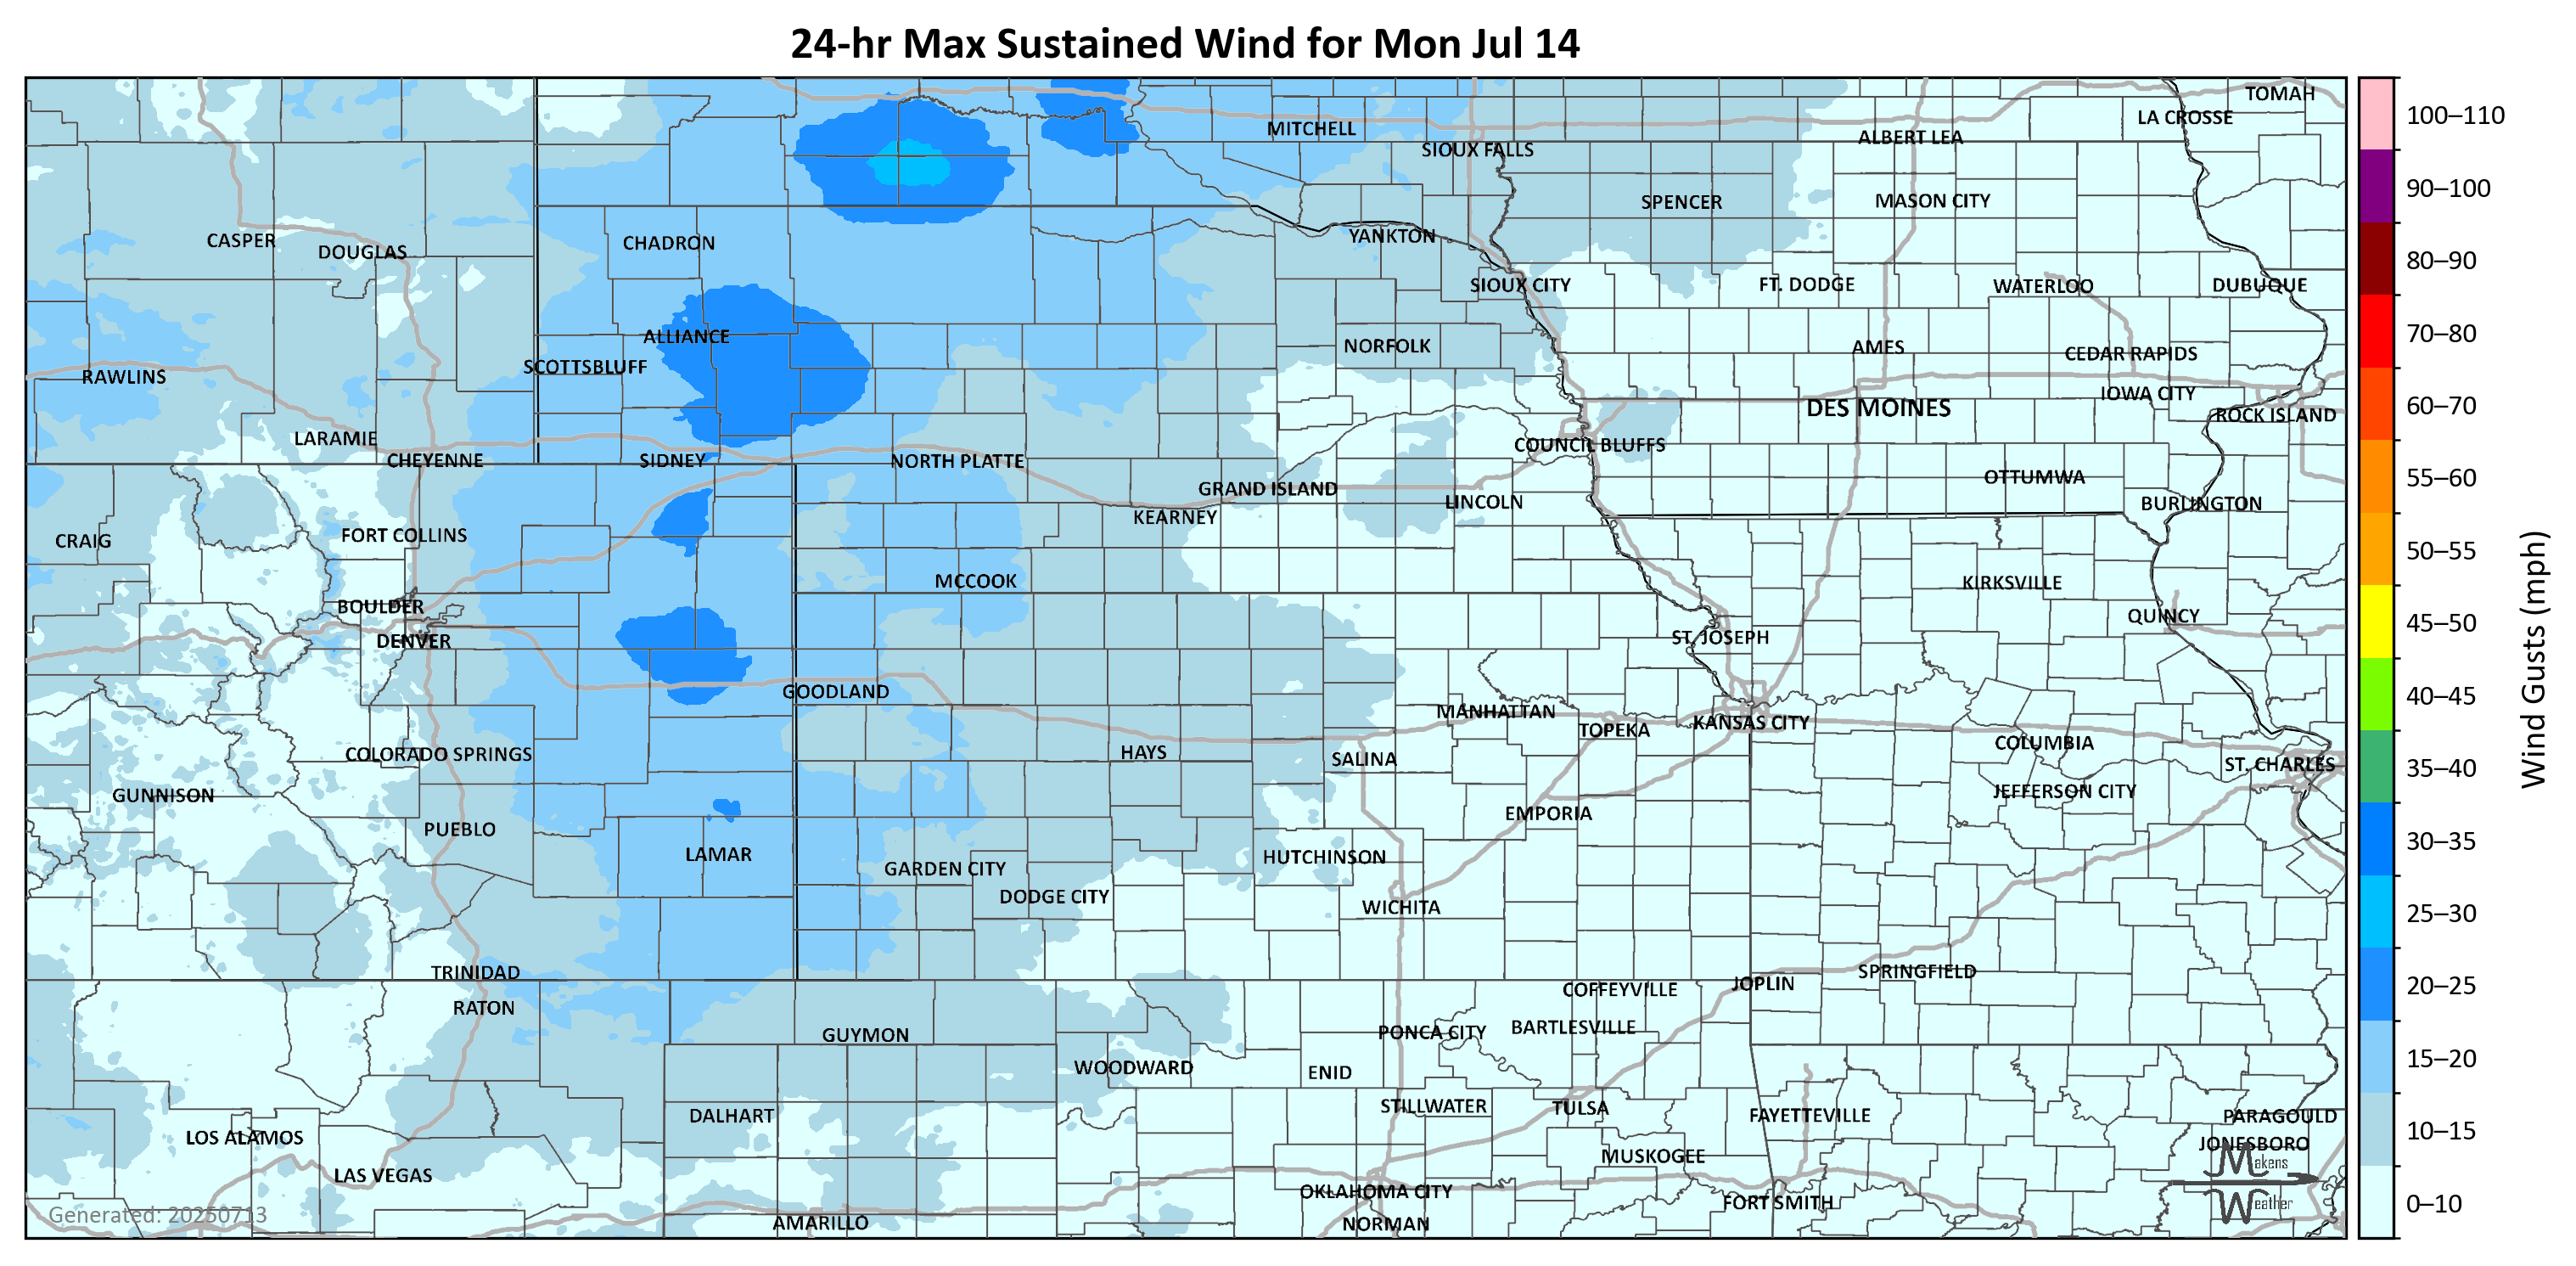 24-hr Max Sustained Wind for Mon Jul 14
TOMAH
LA CROSSE
MITCHELL
ALBERT LEA
SIOUX FALLS
SPENCER
MASON CITY
CASPER
DOUGLAS
CHADRON
YANKTON
SIOUX CITY
FT. DODGE
WATERLOO
DUBUQUE
ALLIANCE
NORFOLK
AMES
CEDAR RAPIDS
SCOTTSBLUFF
RAWLINS
IOWA CITY
DES MOINES
ROCK ISLAND
LARAMIE
COUNCIL BLUFFS
CHEYENNE
SIDNEY
NORTH PLATTE
OTTUMWA
GRAND ISLAND
LINCOLN
BURLINGTON
KEARNEY
FORT COLLINS
CRAIG
MCCOOK
KIRKSVILLE
BOULDER
QUINCY
DENVER
ST. JOSEPH
GOODLAND
MANHATTAN
KANSAS CITY
TOPEKA
COLORADO SPRINGS
HAYS
COLUMBIA
SALINA
ST. CHARLES
GUNNISON
JEFFERSON CITY
EMPORIA
PUEBLO
LAMAR
HUTCHINSON
GARDEN CITY
DODGE CITY
WICHITA
TRINIDAD
SPRINGFIELD
JOPLIN
COFFEYVILLE
RATON
GUYMON
PONCA CITY
BARTLESVILLE
WOODWARD
ENID
STILLWATER
TULSA
DALHART
FAYETTEVILLE
PARAGOULD
LOS ALAMOS
JONESBORO
MUSKOGEE
LAS VEGAS
OKLAHOMA CITY
FORT SMITH
AMARILLO
NORMAN
Generated: 20250713
Makens
Weather
100–110
90–100
80–90
70–80
60–70
55–60
50–55
45–50
40–45
35–40
30–35
25–30
20–25
15–20
10–15
0–10
Wind Gusts (mph)